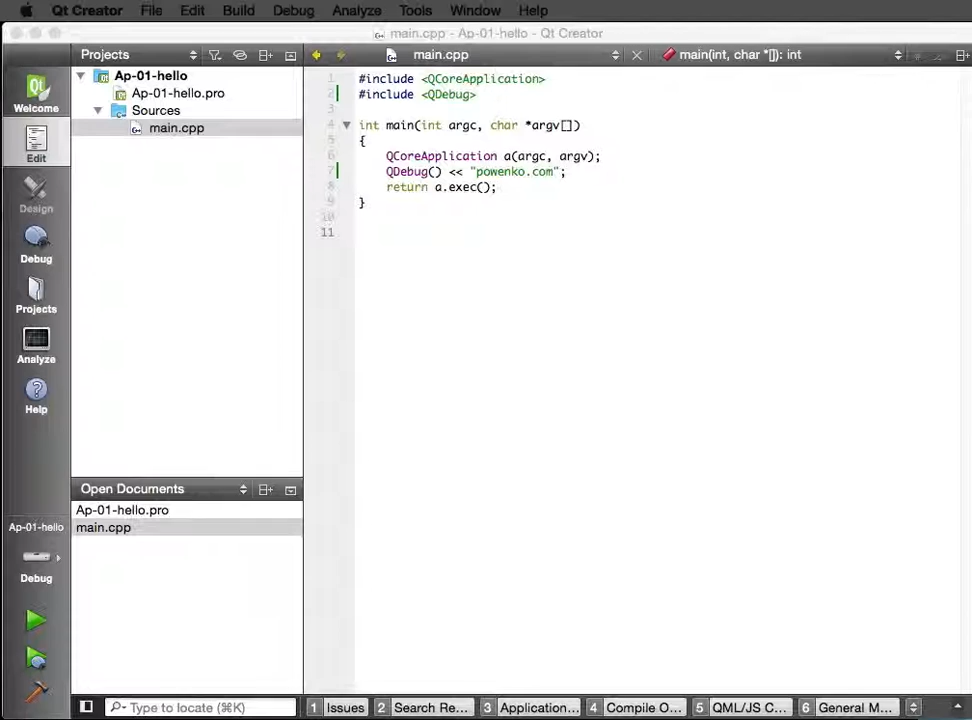 Qt Creator File Edit Build Debug Analyze Tools Window Help
main.cpp - Ap-01-hello - Qt Creator
Projects
main.cpp
main(int, char *[]): int
Welcome
Edit
Design
Debug
Projects
Analyze
Help
Ap-01-hello
Debug
Ap-01-hello
Ap-01-hello.pro
Sources
main.cpp
1 #include <QCoreApplication>
2 #include <QDebug>
3
4 int main(int argc, char *argv[])
5 {
6 QCoreApplication a(argc, argv);
7 QDebug() << "powenko.com";
8 return a.exec();
9 }
10
11
Open Documents
Ap-01-hello.pro
main.cpp
Type to locate (⌘K)
1 Issues
2 Search Re...
3 Application...
4 Compile O...
5 QML/JS C...
6 General M...